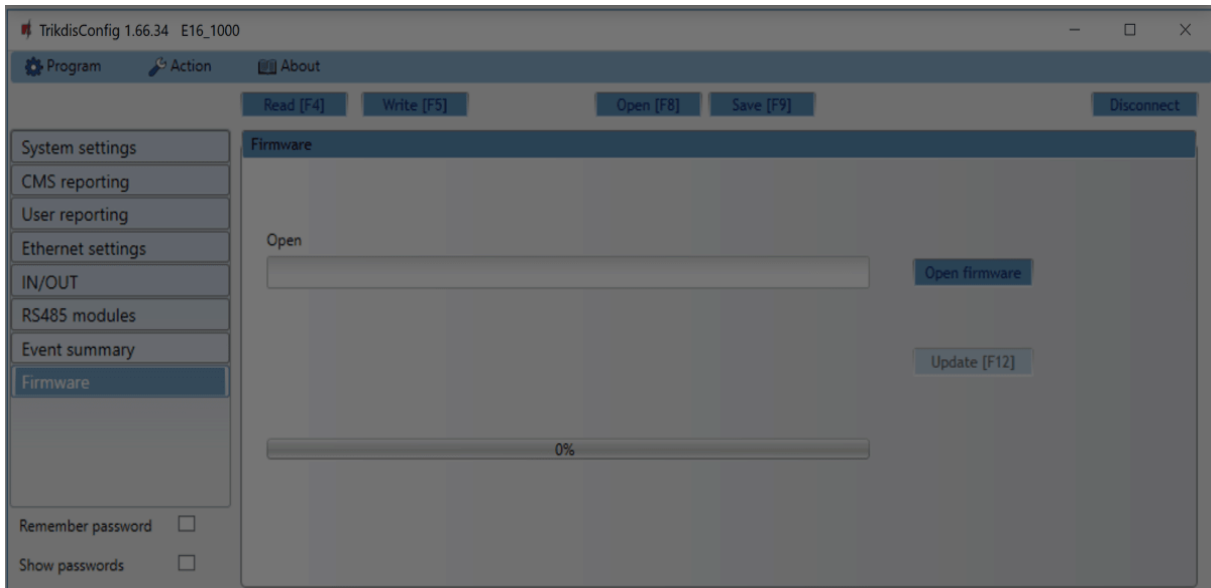 TrikdisConfig 1.66.34 E16_1000
Program Action About
Read [F4] Write [F5] Open [F8] Save [F9] Disconnect
System settings
CMS reporting
User reporting
Ethernet settings
IN/OUT
RS485 modules
Event summary
Firmware
Remember password
Show passwords
Firmware
Open
Open firmware
Update [F12]
0%